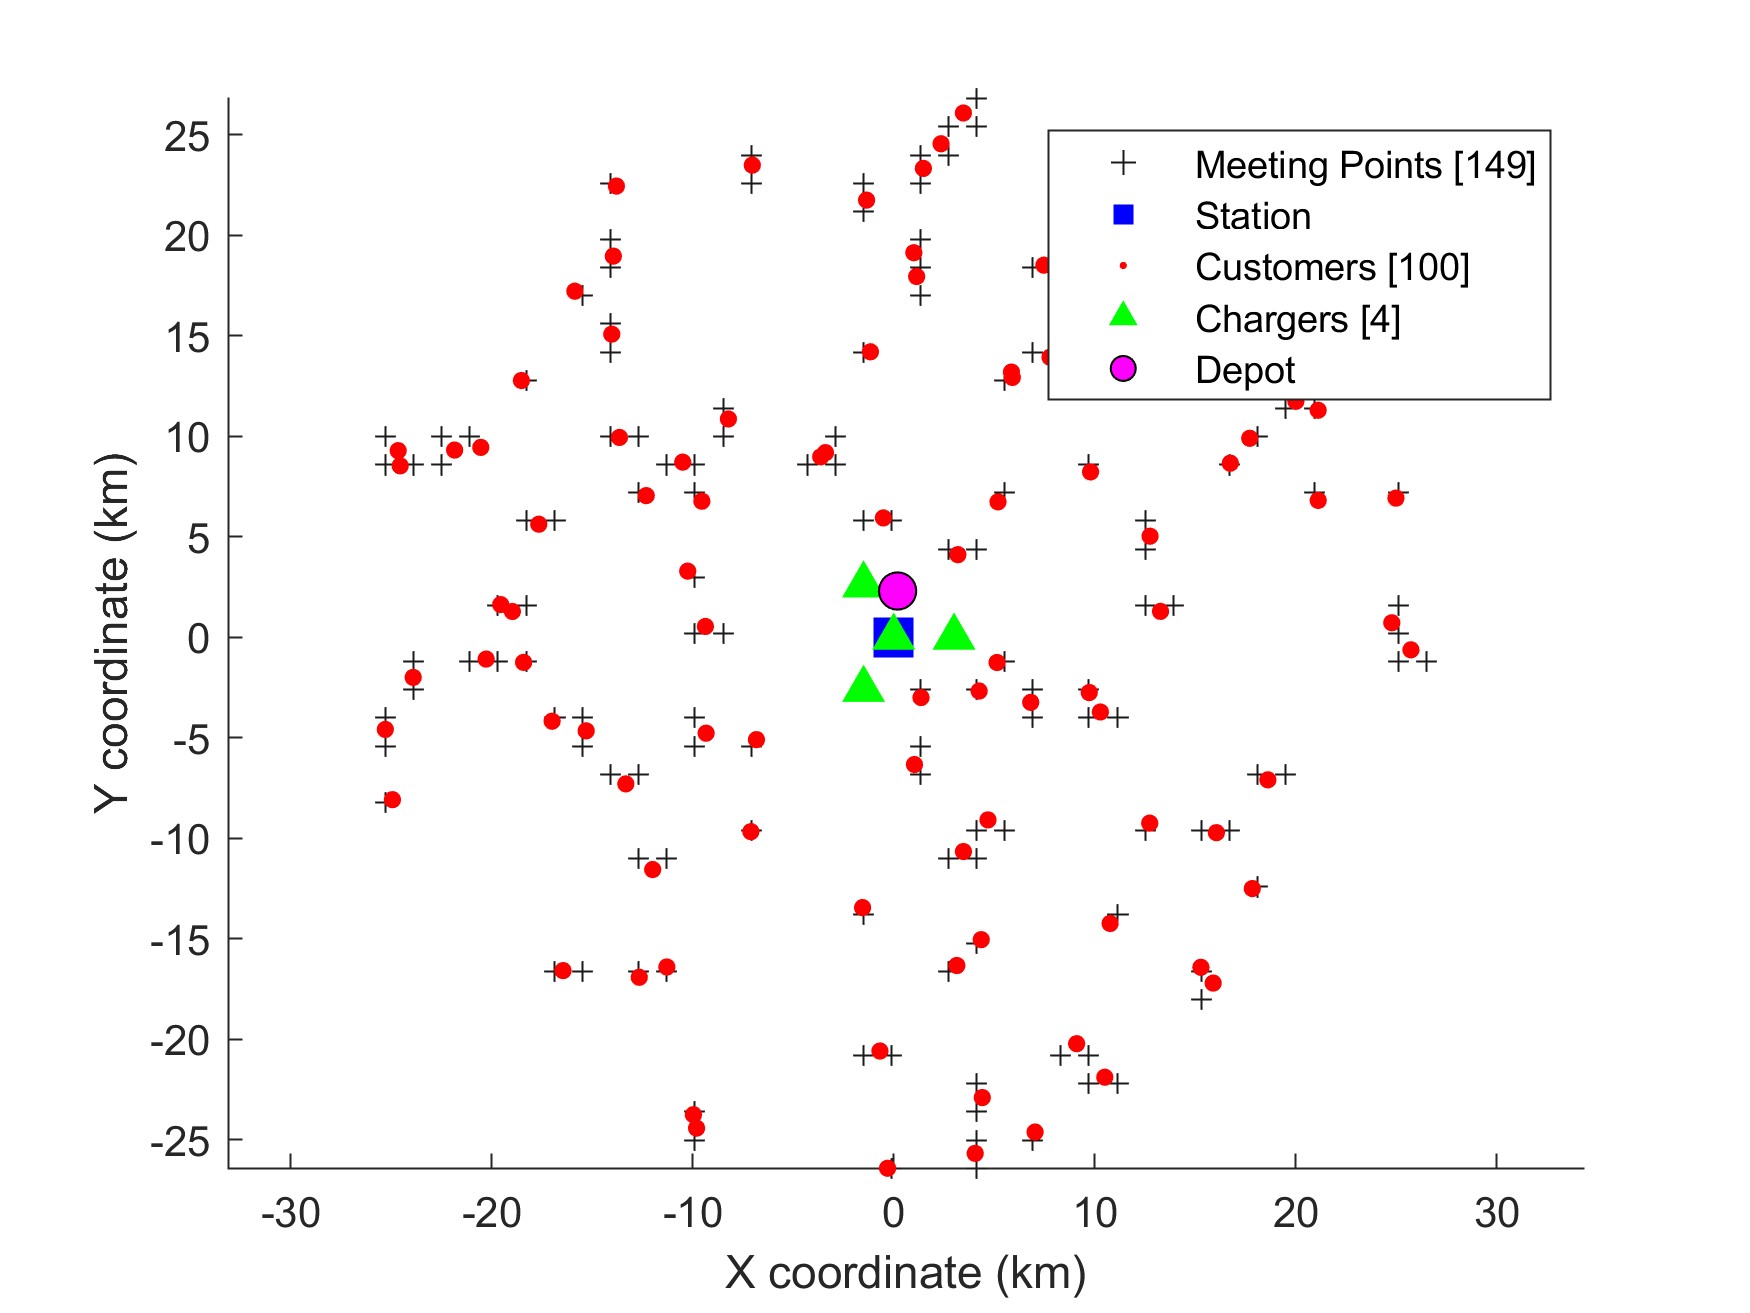 25
20
15
10
5
0
-5
-10
-15
-20
-25
Y coordinate (km)
Meeting Points [149]
Station
Customers [100]
Chargers [4]
Depot
-30 -20 -10 0 10 20 30
X coordinate (km)